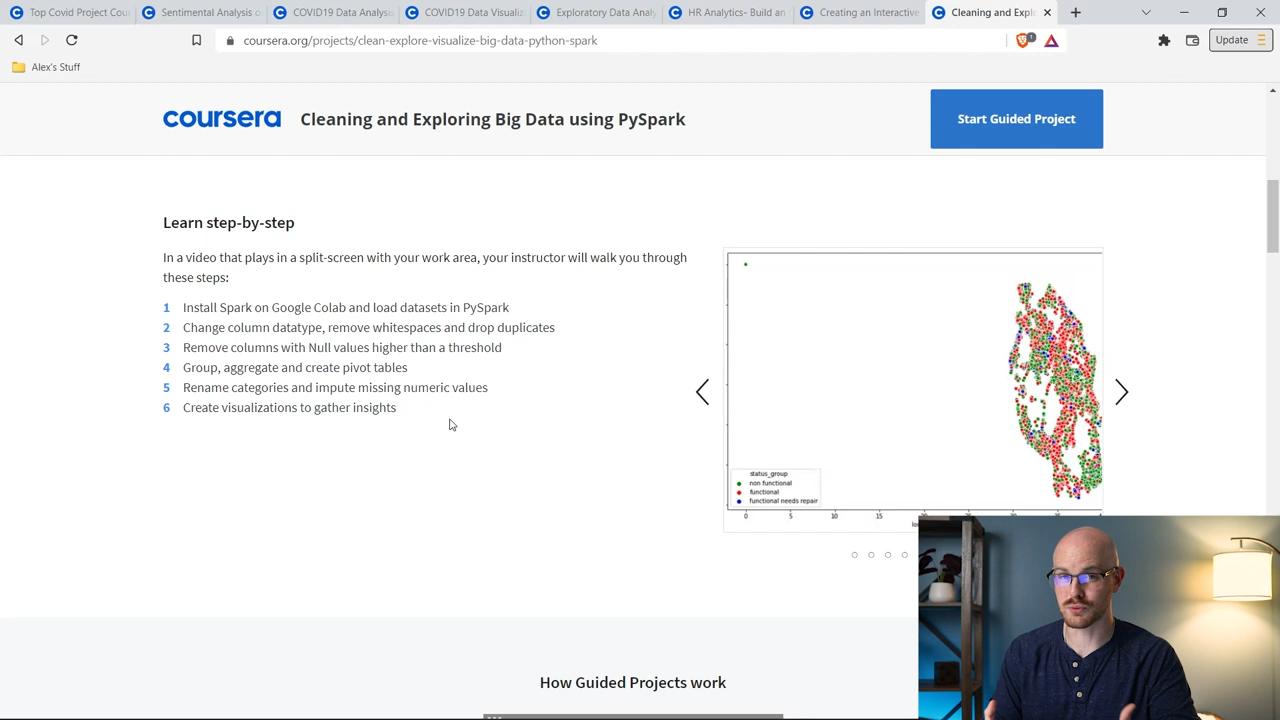 Top Covid Project Cou
Sentimental Analysis o
COVID19 Data Analysis
COVID19 Data Visualiz
Exploratory Data Analy
HR Analytics- Build an
Creating an Interactive
Cleaning and Explo
coursera.org/projects/clean-explore-visualize-big-data-python-spark
1
Update
Alex's Stuff
coursera
Cleaning and Exploring Big Data using PySpark
Start Guided Project
Learn step-by-step
In a video that plays in a split-screen with your work area, your instructor will walk you through
these steps:
1 Install Spark on Google Colab and load datasets in PySpark
2 Change column datatype, remove whitespaces and drop duplicates
3 Remove columns with Null values higher than a threshold
4 Group, aggregate and create pivot tables
5 Rename categories and impute missing numeric values
6 Create visualizations to gather insights
status_group
non functional
functional
functional needs repair
0 5 10 15
How Guided Projects work